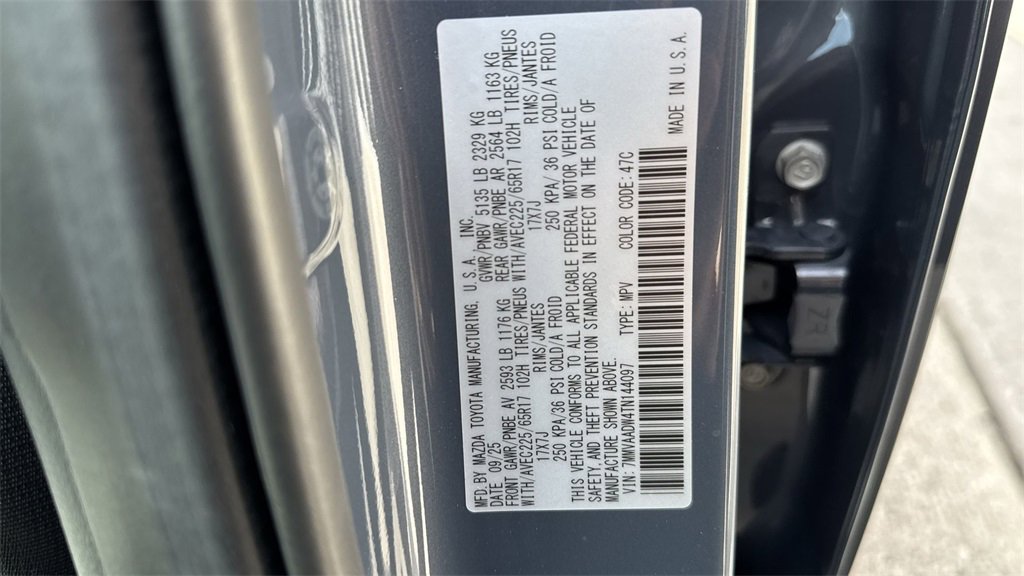 MFD.BY MAZDA TOYOTA MANUFACTURING, U.S.A., INC.
DATE 09/25 GVWR/PNBV 5135 LB 2329 KG
FRONT GAWR/PNBE AV 2593 LB 1176 KG REAR GAWR/PNBE AR 2564 LB 1163 KG
WITH/AVEC225/65R17 102H TIRES/PNEUS WITH/AVEC225/65R17 102H TIRES/PNEUS
17X7J RIMS/JANTES 17X7J RIMS/JANTES
250 KPA/36 PSI COLD/A FROID 250 KPA/ 36 PSI COLD/A FROID
THIS VEHICLE CONFORMS TO ALL APPLICABLE FEDERAL MOTOR VEHICLE
SAFETY, AND THEFT PREVENTION STANDARDS IN EFFECT ON THE DATE OF
MANUFACTURE SHOWN ABOVE.
VIN: 7MMVAADW4TN144097 TYPE: MPV COLOR CODE: 47C
MADE IN U.S.A.